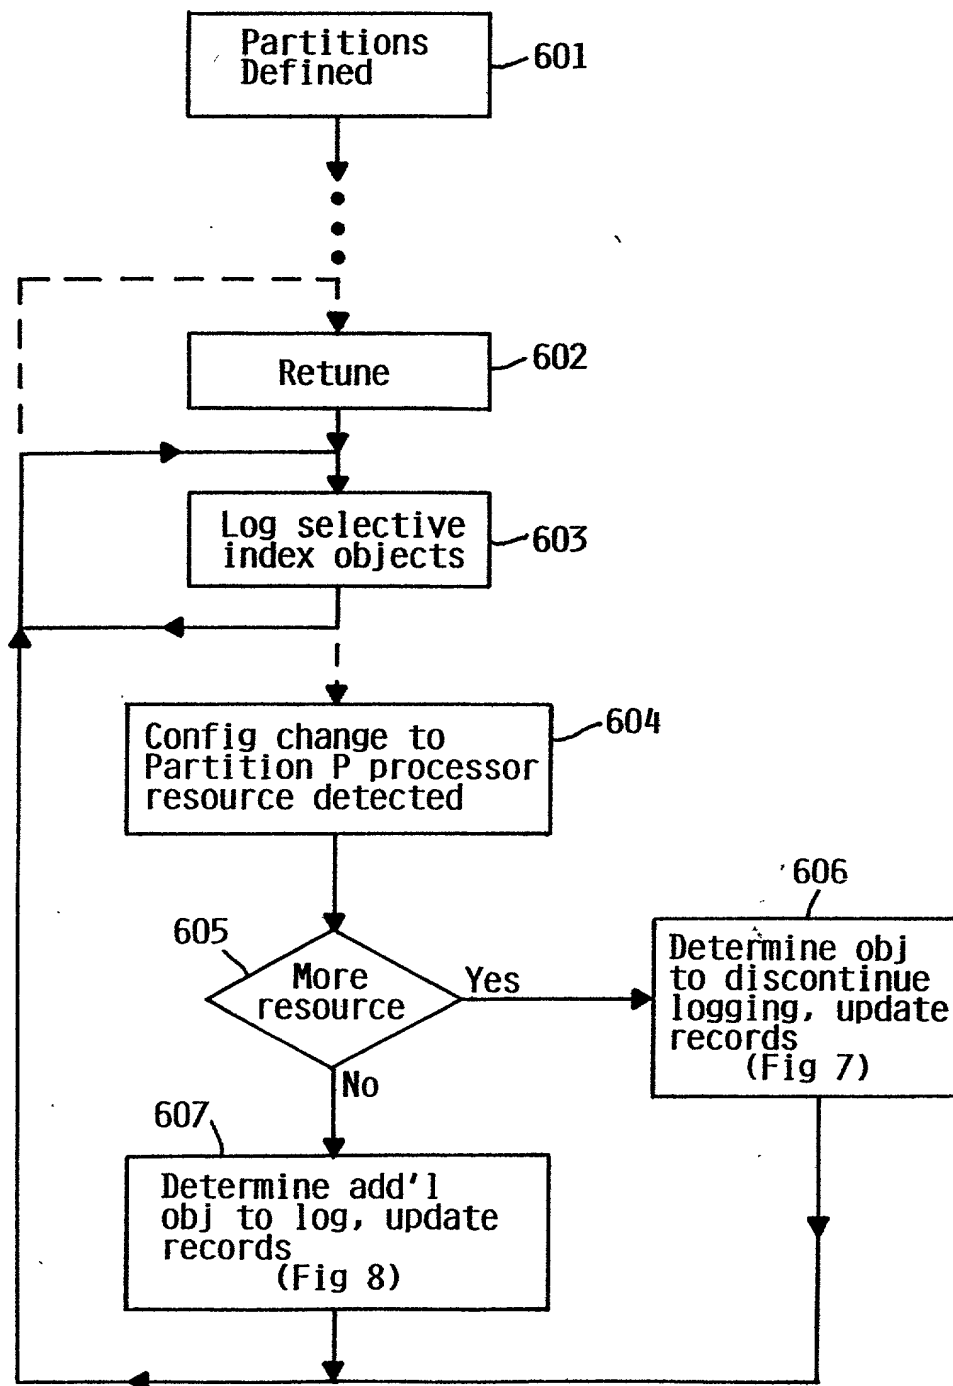 Partitions
Defined
601
Retune
602
Log selective
index objects
603
Config change to
Partition P processor
resource detected
604
605
More
resource
Yes
No
606
Determine obj
to discontinue
logging, update
records
(Fig 7)
607
Determine add'l
obj to log, update
records
(Fig 8)